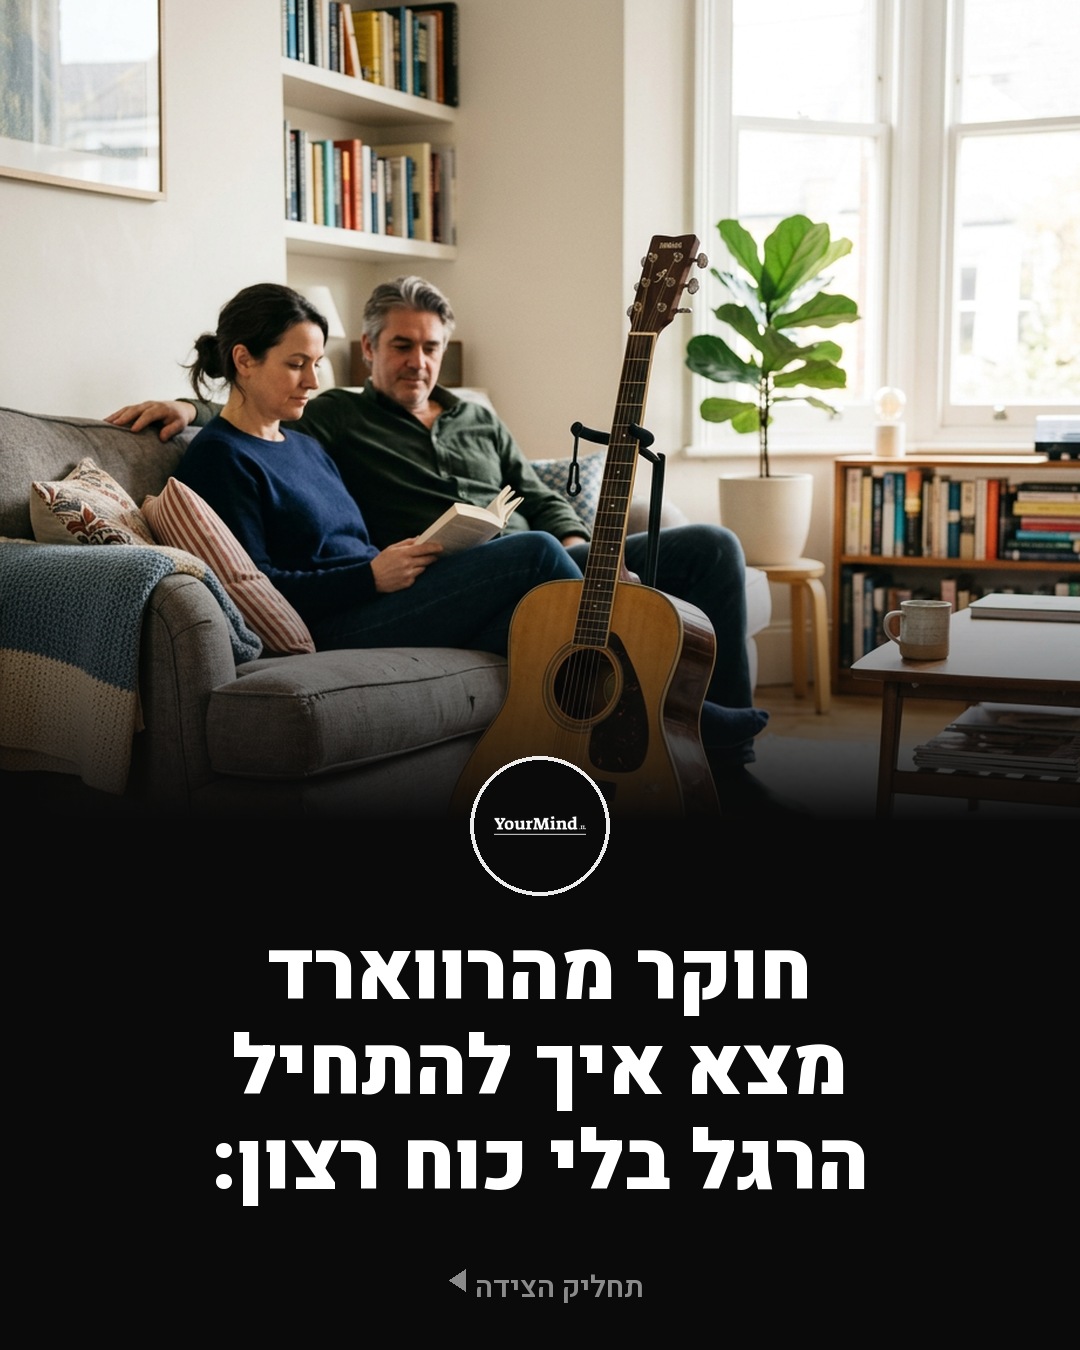 YourMind
חוקר מהרווארד
מצא איך להתחיל
הרגל בלי כוח רצון:
תחליק הצידה